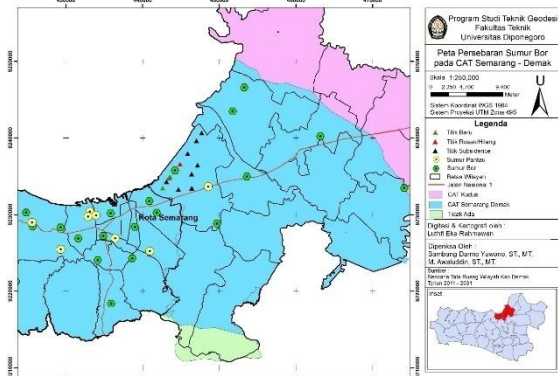 Program Studi Teknik Geodesi
Fakultas Teknik
Universitas Diponegoro
Peta Persebaran Sumur Bor
pada CAT Semarang - Demak
Skala 1:250,000
Meter
Sistem Koordinat WGS 1984
Sistem Proyeksi UTM Zona 49S
U
Legenda
Titik Baru
Titik Rusak/Hilang
Titik Subsidence
Sumur Pantau
Sumur Bor
Batas Wilayah
Jalan Nasional 1
CAT Kudus
CAT Semarang Demak
Tidak Ada
Digitasi & Kartografi oleh :
Luthfi Eka Rahmawan
Diperiksa Oleh :
Bambang Darmo Yuwono, ST., MT.
M. Awaluddin, ST., MT.
Sumber
Rencana Tata Ruang Wilayah Kab Demak
Tahun 2011 - 2031
Inset
Kota Semarang